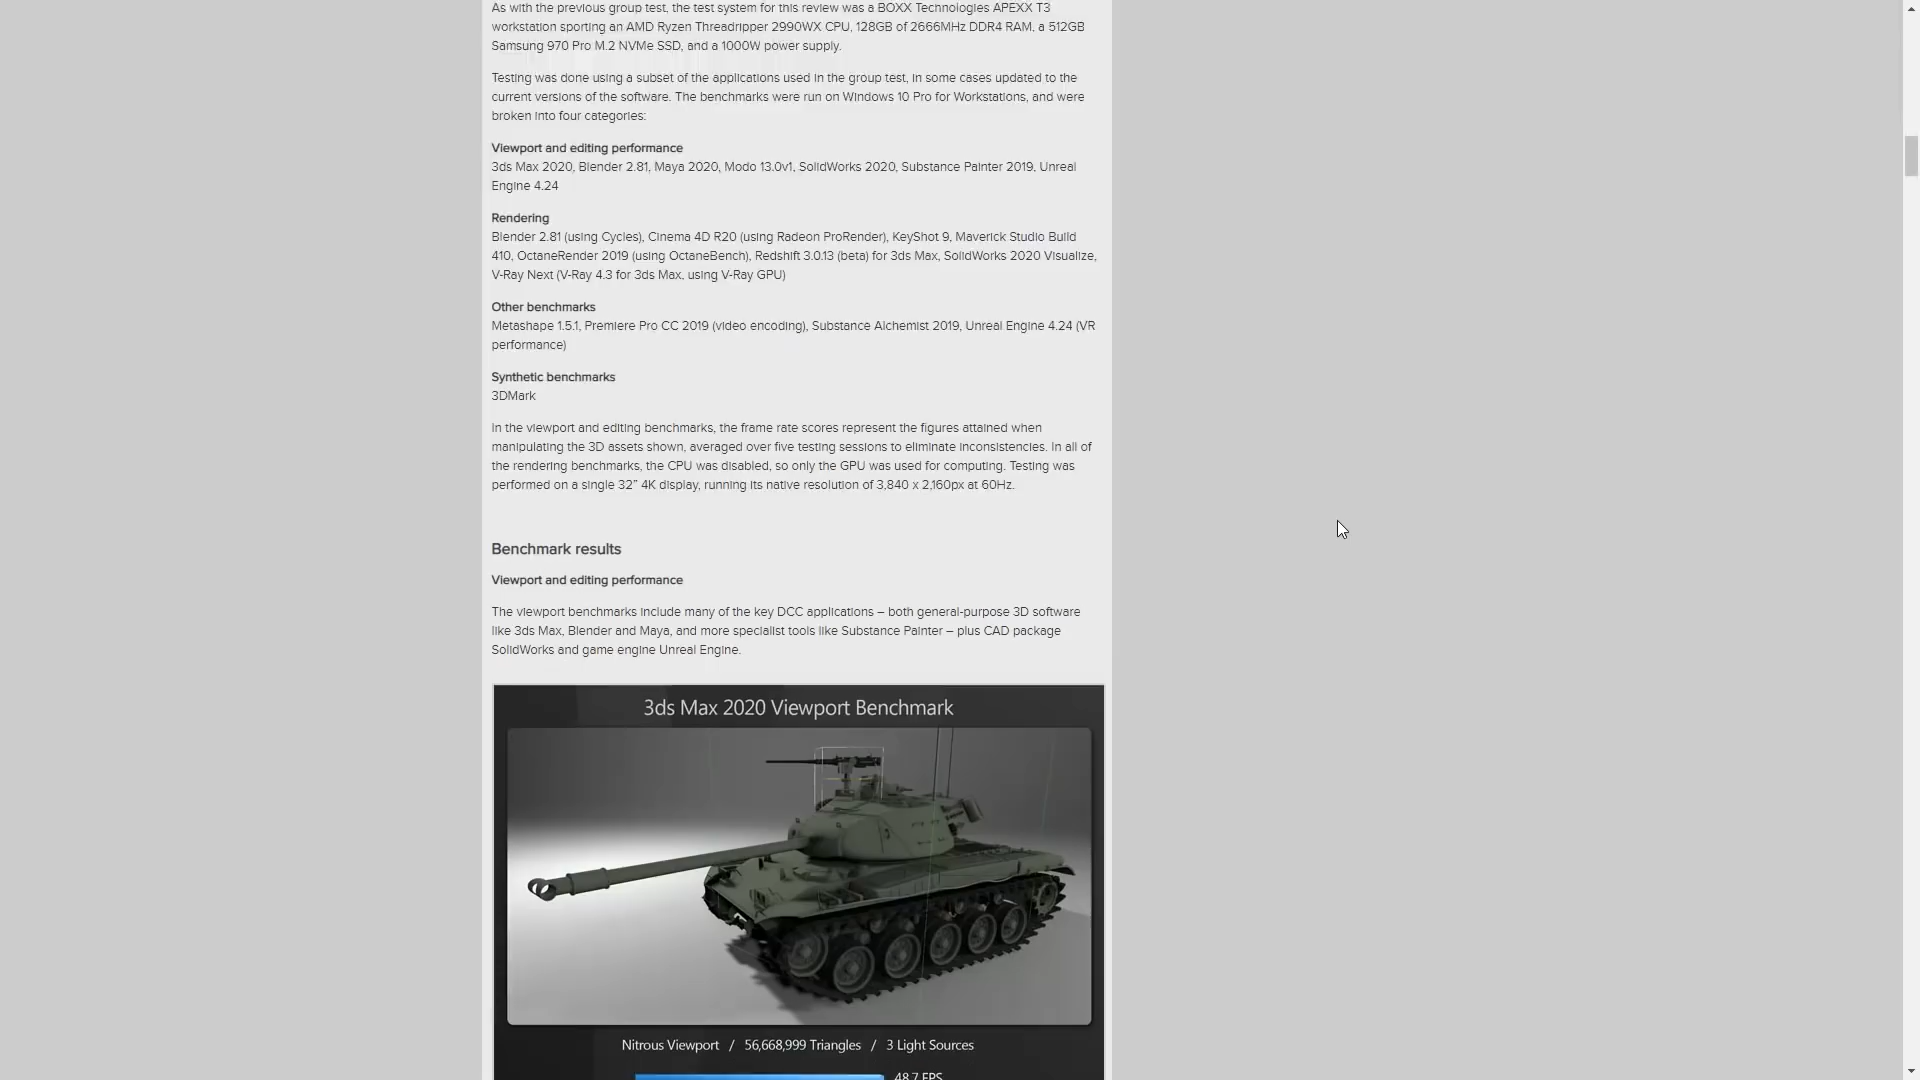 As with the previous group test, the test system for this review was a BOXX Technologies APEXX T3
workstation sporting an AMD Ryzen Threadripper 2990WX CPU, 128GB of 2666MHz DDR4 RAM, a 512GB
Samsung 970 Pro M.2 NVMe SSD, and a 1000W power supply.
Testing was done using a subset of the applications used in the group test, in some cases updated to the
current versions of the software. The benchmarks were run on Windows 10 Pro for Workstations, and were
broken into four categories:
Viewport and editing performance
3ds Max 2020, Blender 2.81, Maya 2020, Modo 13.0v1, SolidWorks 2020, Substance Painter 2019, Unreal
Engine 4.24
Rendering
Blender 2.81 (using Cycles), Cinema 4D R20 (using Radeon ProRender), KeyShot 9, Maverick Studio Build
410, OctaneRender 2019 (using OctaneBench), Redshift 3.0.13 (beta) for 3ds Max, SolidWorks 2020 Visualize,
V-Ray Next (V-Ray 4.3 for 3ds Max, using V-Ray GPU)
Other benchmarks
Metashape 1.5.1, Premiere Pro CC 2019 (video encoding), Substance Alchemist 2019, Unreal Engine 4.24 (VR
performance)
Synthetic benchmarks
3DMark
In the viewport and editing benchmarks, the frame rate scores represent the figures attained when
manipulating the 3D assets shown, averaged over five testing sessions to eliminate inconsistencies. In all of
the rendering benchmarks, the CPU was disabled, so only the GPU was used for computing. Testing was
performed on a single 32” 4K display, running its native resolution of 3,840 x 2,160px at 60Hz.
Benchmark results
Viewport and editing performance
The viewport benchmarks include many of the key DCC applications – both general-purpose 3D software
like 3ds Max, Blender and Maya, and more specialist tools like Substance Painter – plus CAD package
SolidWorks and game engine Unreal Engine.
3ds Max 2020 Viewport Benchmark
Nitrous Viewport / 56,668,999 Triangles / 3 Light Sources
48.7 FPS